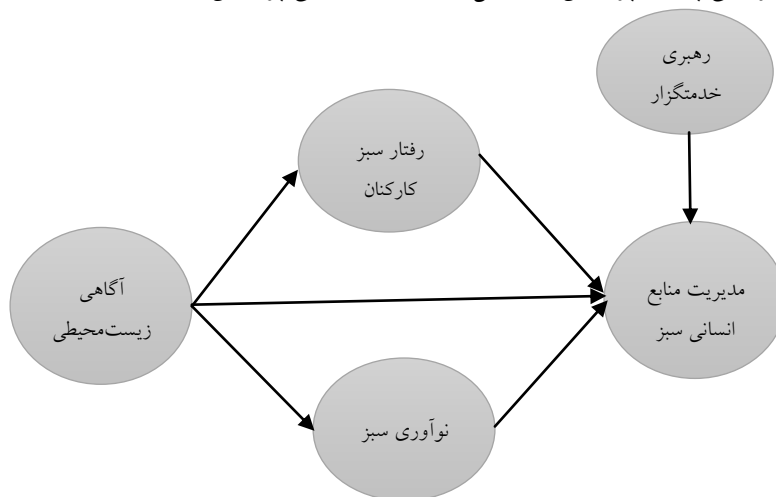 رهبری
خدمتگزار
رفتار سبز
کارکنان
آگاهی
زیست‌محیطی
مدیریت منابع
انسانی سبز
نوآوری سبز